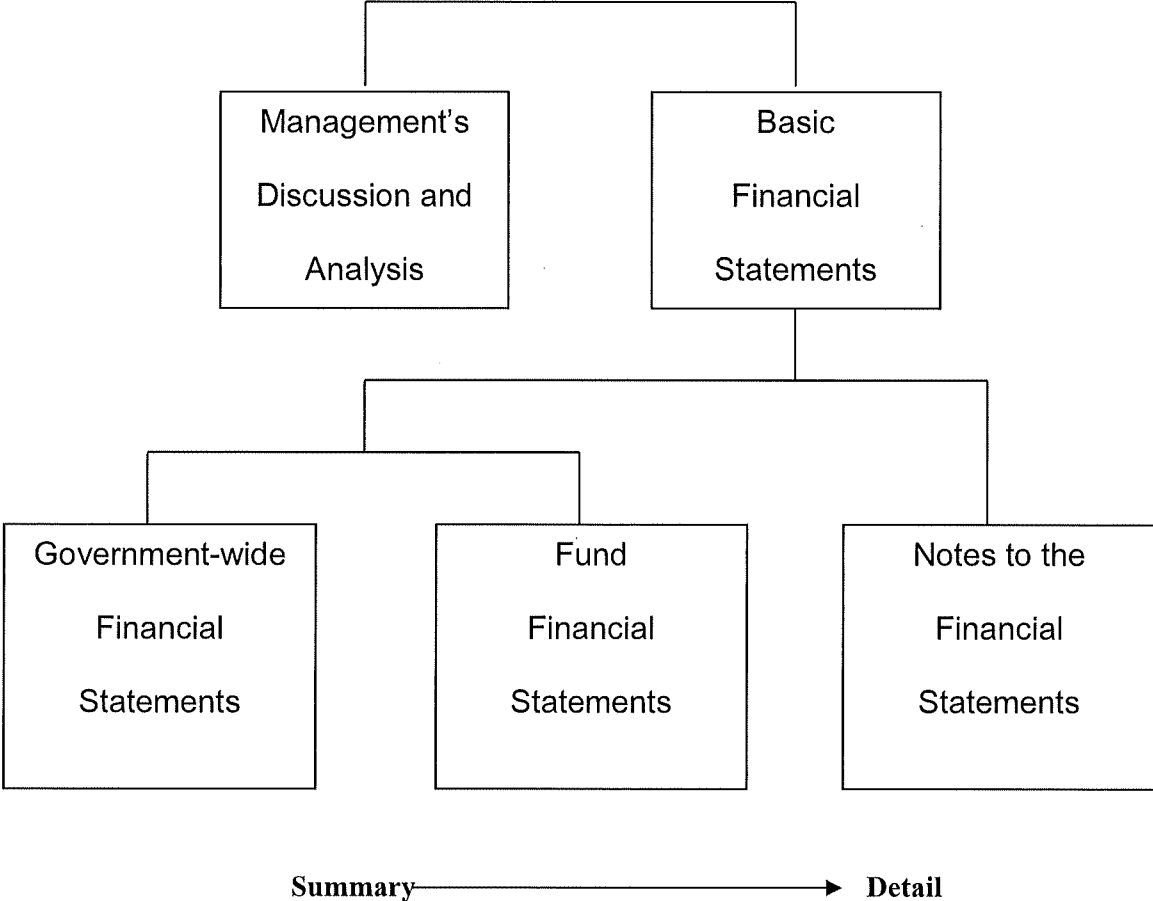 Management’s
Discussion and
Analysis
Basic
Financial
Statements
Government-wide
Financial
Statements
Fund
Financial
Statements
Notes to the
Financial
Statements
Summary
Detail